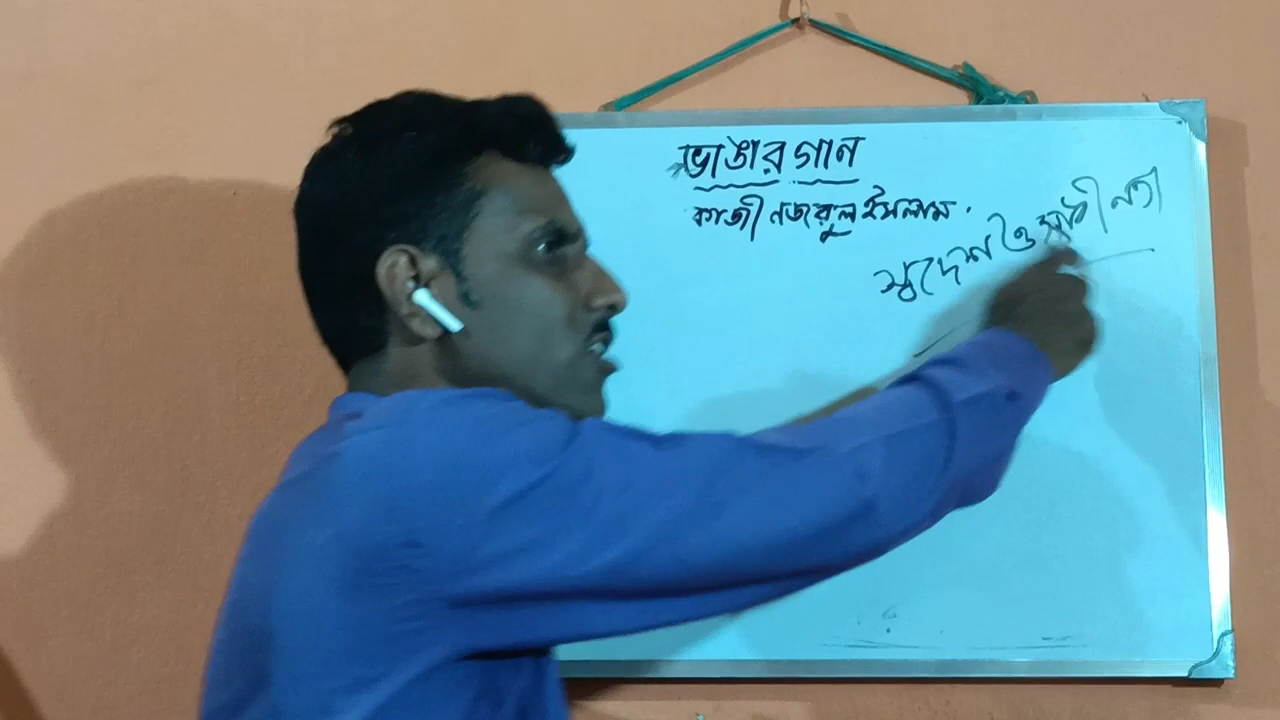 ভাঙার গান
কাজী নজরুল ইসলাম.
স্বদেশ ও স্বাধীনতা